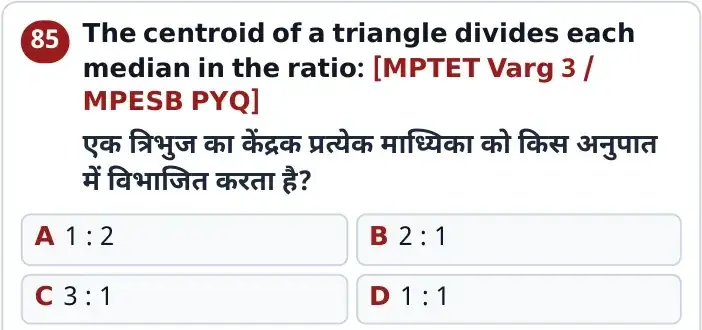 85 The centroid of a triangle divides each
median in the ratio: [MPTET Varg 3 /
MPESB PYQ]
एक त्रिभुज का केंद्रक प्रत्येक माध्यिका को किस अनुपात
में विभाजित करता है?
A 1 : 2
B 2 : 1
C 3 : 1
D 1 : 1